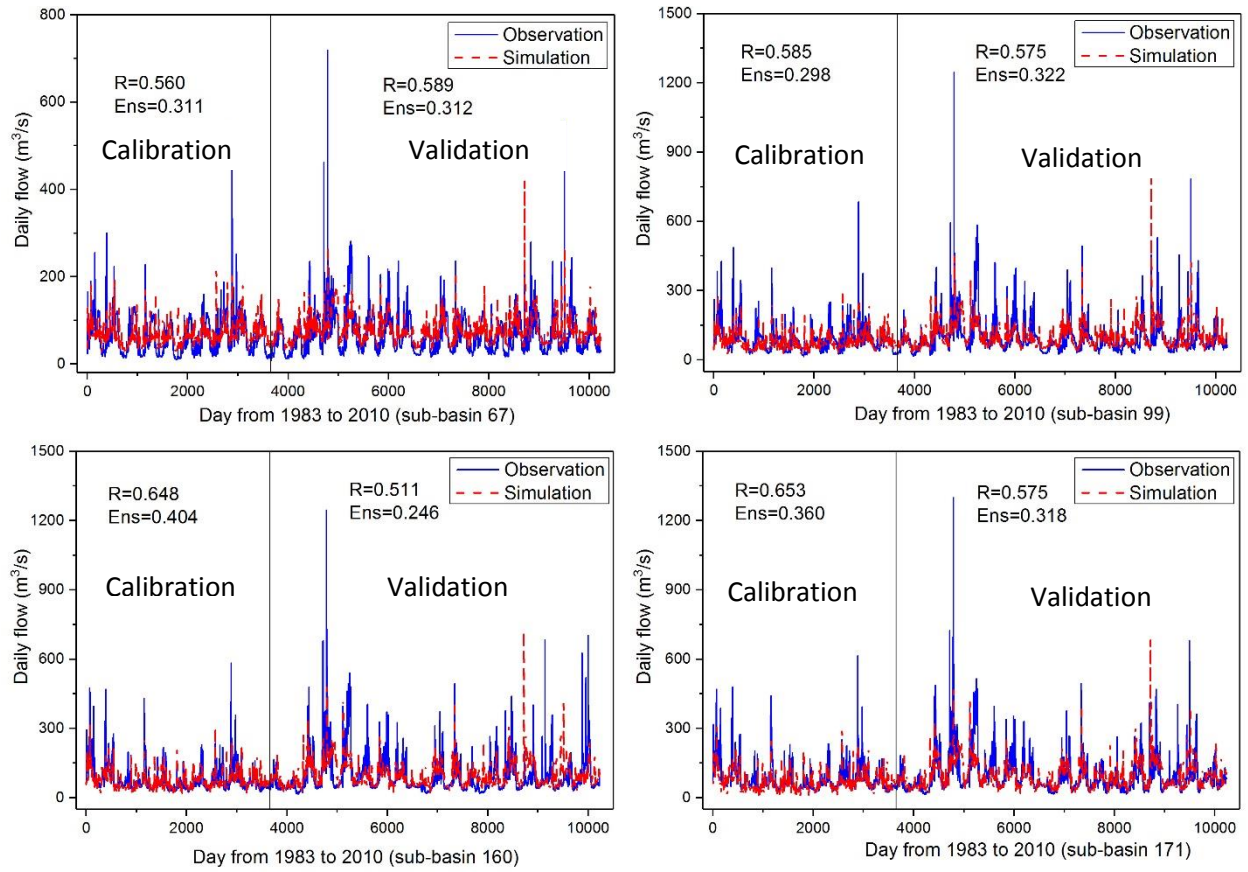 800
600
400
200
0
Daily flow (m³/s)
Observation
Simulation
R=0.560
Ens=0.311
R=0.589
Ens=0.312
Calibration
Validation
0 2000 4000 6000 8000 10000
Day from 1983 to 2010 (sub-basin 67)
1500
1200
900
600
300
0
Daily flow (m³/s)
Observation
Simulation
R=0.585
Ens=0.298
R=0.575
Ens=0.322
Calibration
Validation
0 2000 4000 6000 8000 10000
Day from 1983 to 2010 (sub-basin 99)
1500
1200
900
600
300
0
Daily flow (m³/s)
Observation
Simulation
R=0.648
Ens=0.404
R=0.511
Ens=0.246
Calibration
Validation
0 2000 4000 6000 8000 10000
Day from 1983 to 2010 (sub-basin 160)
1500
1200
900
600
300
0
Daily flow (m³/s)
Observation
Simulation
R=0.653
Ens=0.360
R=0.575
Ens=0.318
Calibration
Validation
0 2000 4000 6000 8000 10000
Day from 1983 to 2010 (sub-basin 171)